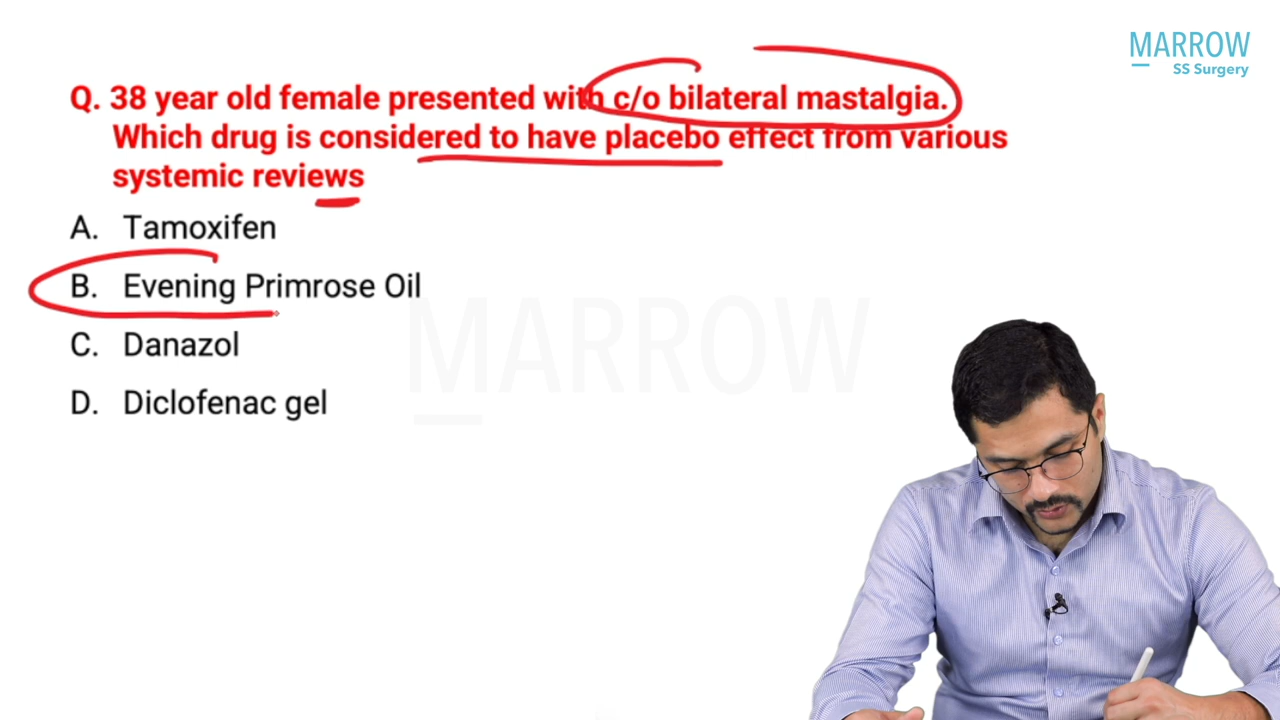 MARROW
SS Surgery
Q. 38 year old female presented with c/o bilateral mastalgia.
Which drug is considered to have placebo effect from various
systemic reviews
A. Tamoxifen
B. Evening Primrose Oil
C. Danazol
D. Diclofenac gel
MARROW